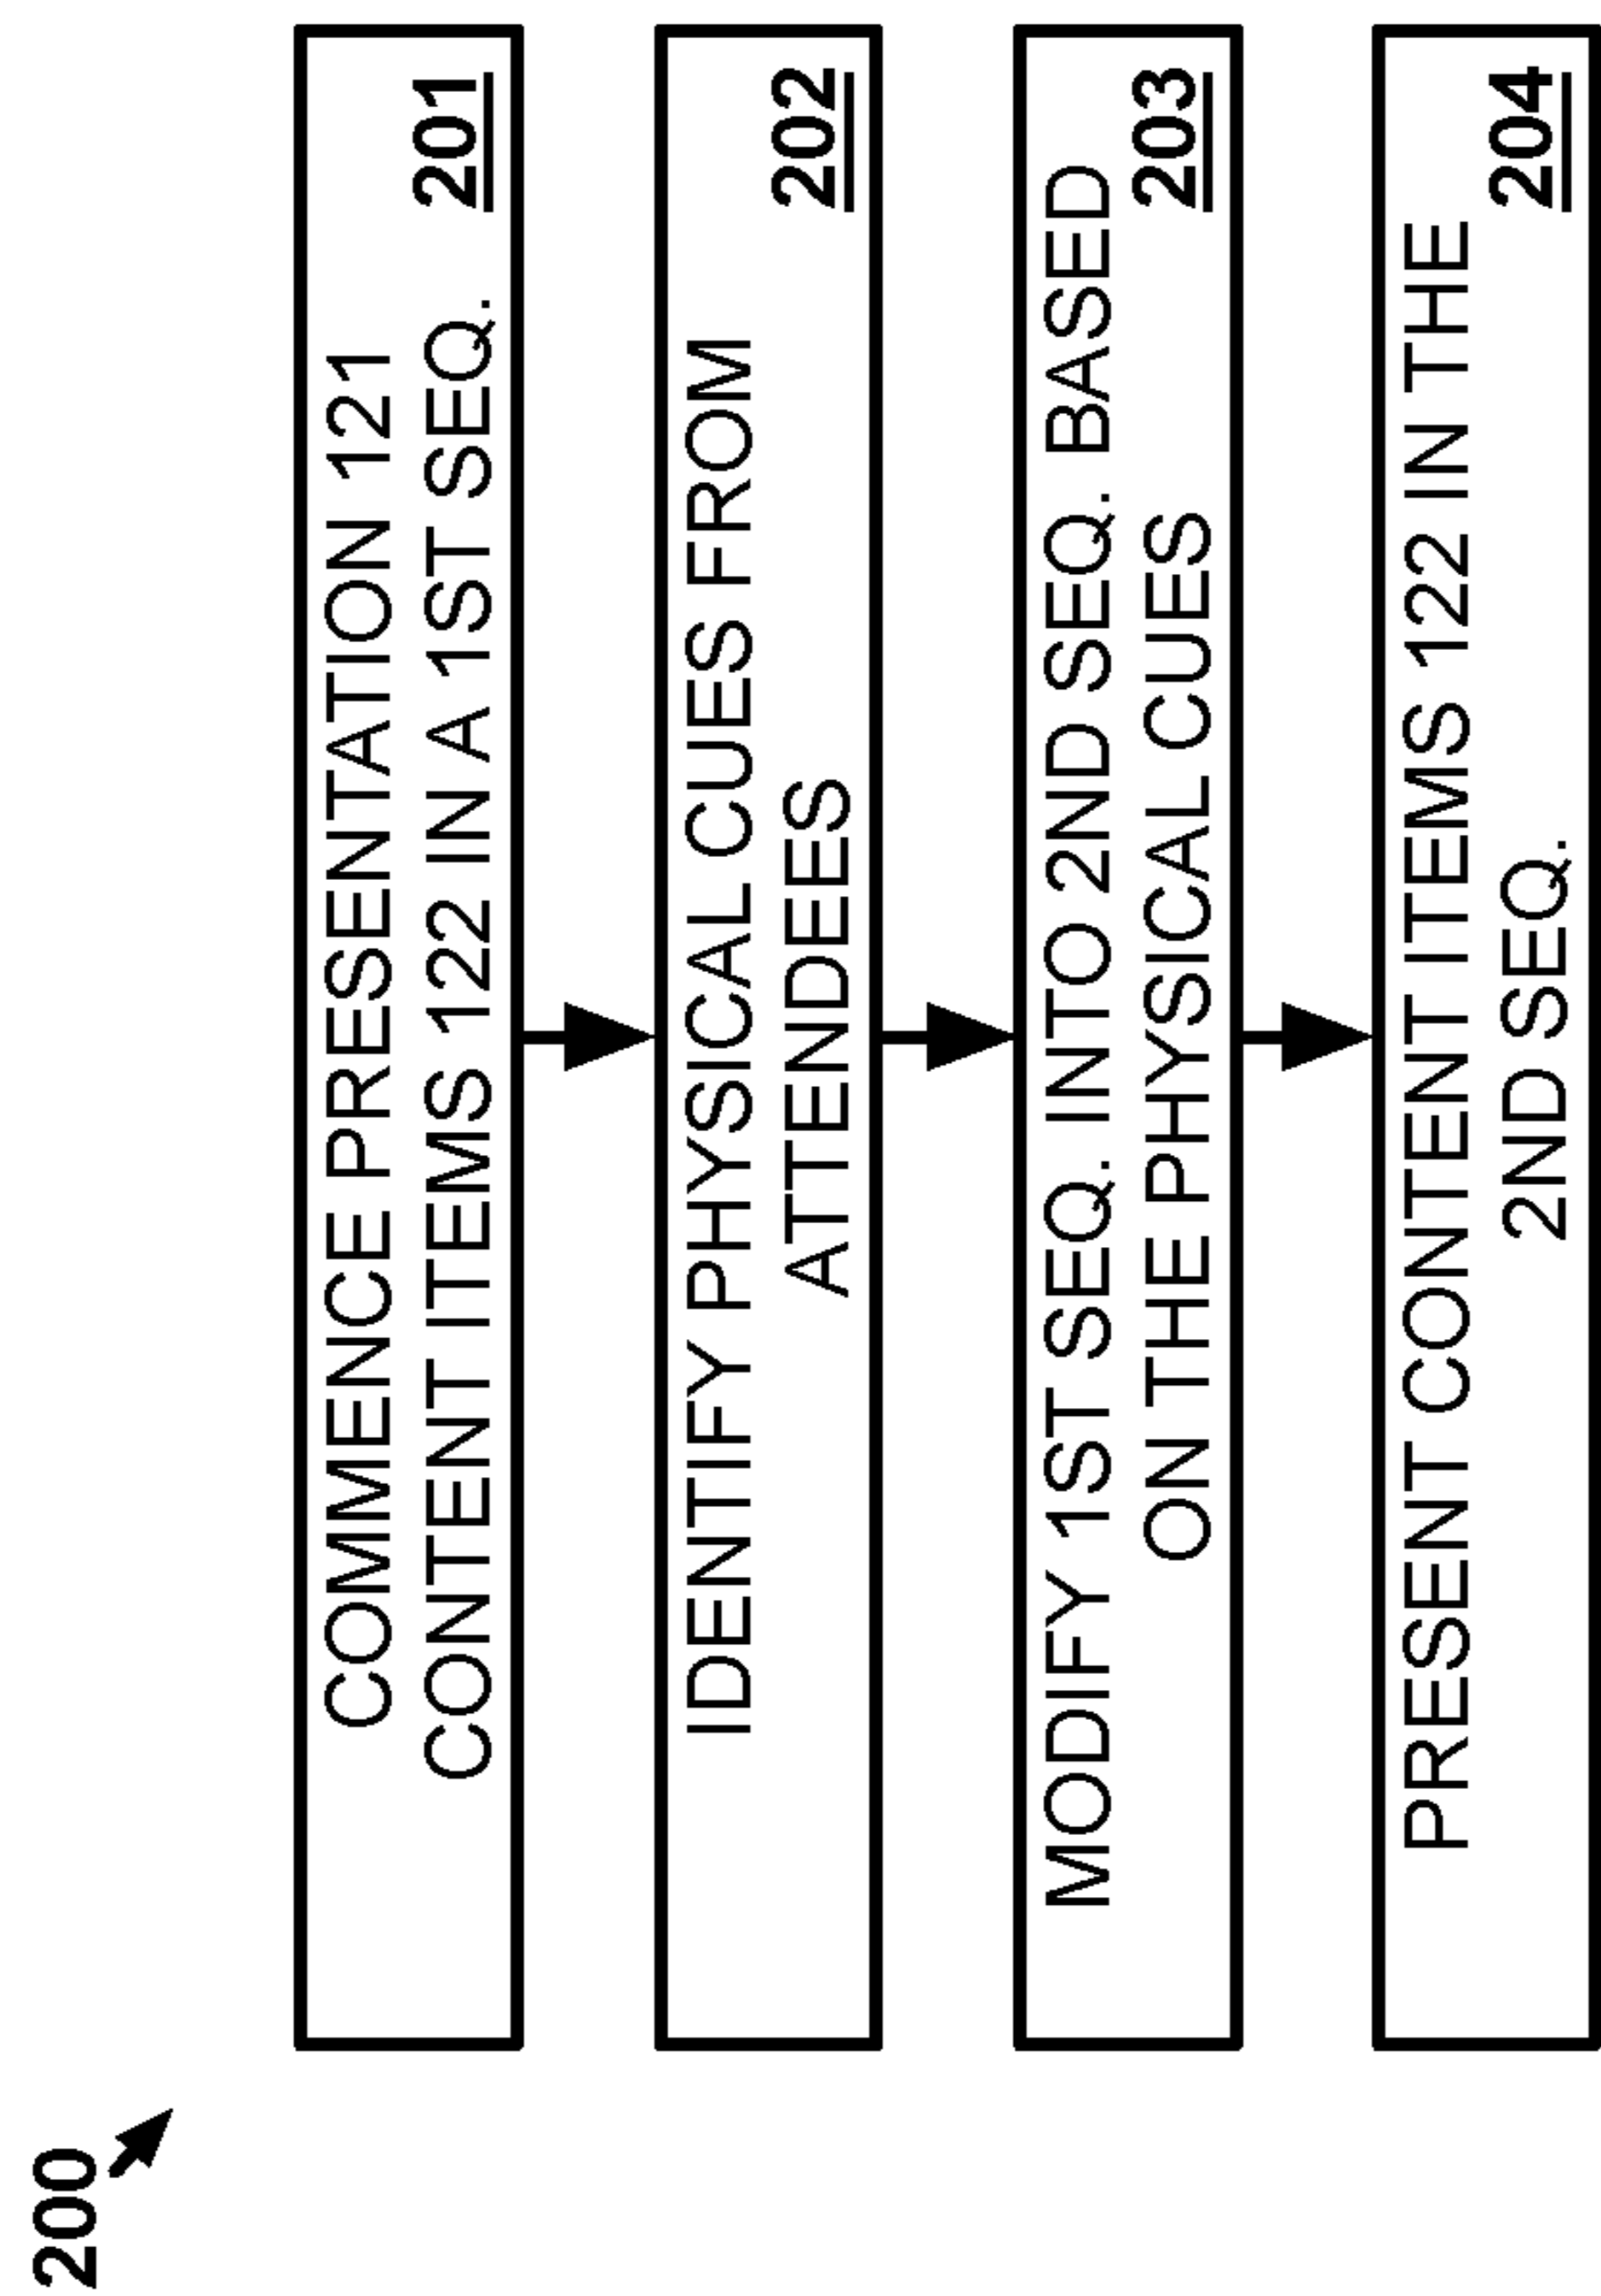 200
COMMENCE PRESENTATION 121
CONTENT ITEMS 122 IN A 1ST SEQ.
201
IDENTIFY PHYSICAL CUES FROM
ATTENDEES
202
MODIFY 1ST SEQ. INTO 2ND SEQ. BASED
ON THE PHYSICAL CUES
203
PRESENT CONTENT ITEMS 122 IN THE
2ND SEQ.
204